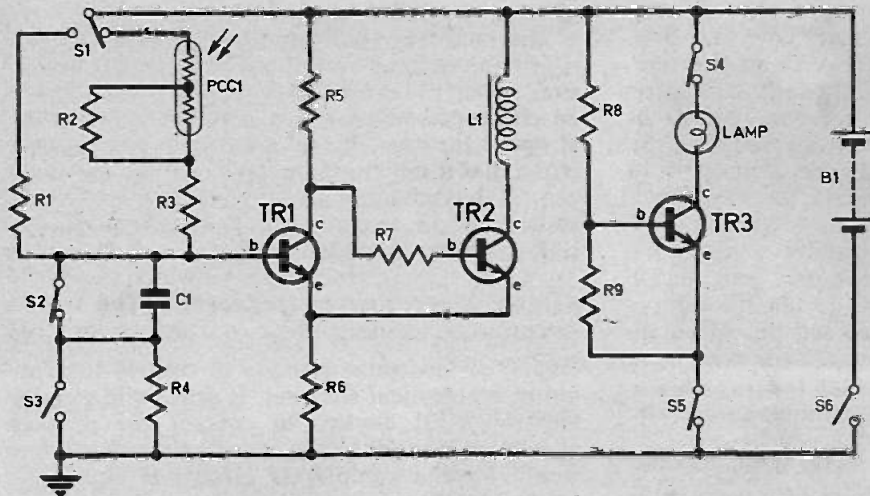 S1
PCC1
R2
R1
R3
R5
L1
R8
S4
LAMP
B1
TR1
b
c
e
R7
TR2
b
c
e
TR3
b
c
e
S2
C1
R9
S3
R4
R6
S5
S6